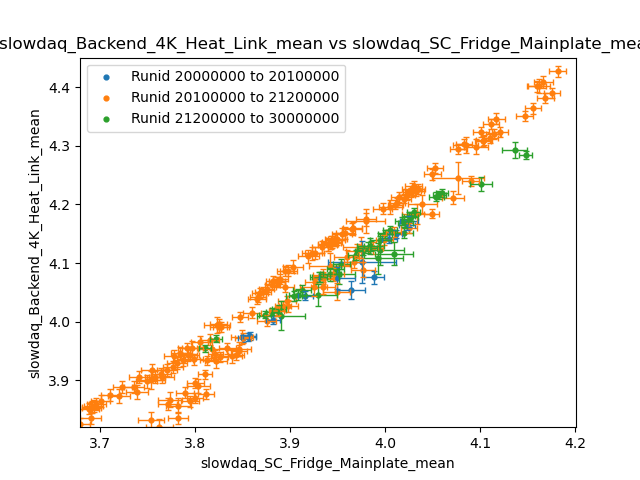 slowdaq_Backend_4K_Heat_Link_mean vs slowdaq_SC_Fridge_Mainplate_mea
Runid 20000000 to 20100000
Runid 20100000 to 21200000
Runid 21200000 to 30000000
slowdaq_Backend_4K_Heat_Link_mean
4.4
4.3
4.2
4.1
4.0
3.9
3.7
3.8
3.9
4.0
4.1
4.2
slowdaq_SC_Fridge_Mainplate_mean